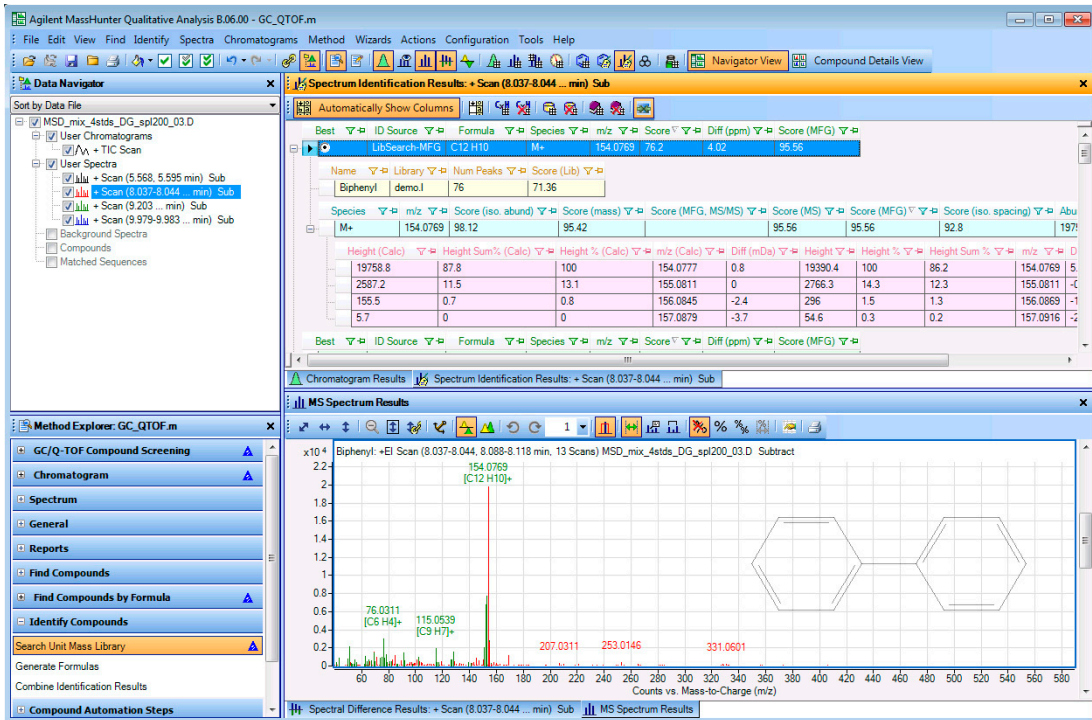 Agilent MassHunter Qualitative Analysis B.06.00 - GC_QTOF.m
File Edit View Find Identify Spectra Chromatograms Method Wizards Actions Configuration Tools Help
Navigator View Compound Details View
Data Navigator
Sort by Data File
MSD_mix_4stds_DG_spl200_03.D
User Chromatograms
+ TIC Scan
User Spectra
+ Scan (5.568, 5.595 min) Sub
+ Scan (8.037-8.044 ... min) Sub
+ Scan (9.203 ... min) Sub
+ Scan (9.979-9.983 ... min) Sub
Background Spectra
Compounds
Matched Sequences
Spectrum Identification Results: + Scan (8.037-8.044 ... min) Sub
Automatically Show Columns
Best ID Source Formula Species m/z Score Diff (ppm) Score (MFG)
LibSearch-MFG C12 H10 M+ 154.0769 76.2 4.02 95.56
Name Library Num Peaks Score (Lib)
Biphenyl demo.l 76 71.36
Species m/z Score (iso. abund) Score (mass) Score (MFG, MS/MS) Score (MS) Score (MFG) Score (iso. spacing) Abu
M+ 154.0769 98.12 95.42 95.56 95.56 92.8 1975
Height (Calc) Height Sum% (Calc) Height % (Calc) m/z (Calc) Diff (mDa) Height Height % Height Sum % m/z D
19758.8 87.8 100 154.0777 0.8 19390.4 100 86.2 154.0769 5.
2587.2 11.5 13.1 155.0811 0 2766.3 14.3 12.3 155.0811 -0
155.5 0.7 0.8 156.0845 -2.4 296 1.5 1.3 156.0869 -1
5.7 0 0 157.0879 -3.7 54.6 0.3 0.2 157.0916 -2
Best ID Source Formula Species m/z Score Diff (ppm) Score (MFG)
Chromatogram Results Spectrum Identification Results: + Scan (8.037-8.044 ... min) Sub
MS Spectrum Results
1 % %
x10 4 Biphenyl: +EI Scan (8.037-8.044, 8.088-8.118 min, 13 Scans) MSD_mix_4stds_DG_spl200_03.D Subtract
2.2
2
1.8
1.6
1.4
1.2
1
0.8
0.6
0.4
0.2
0
154.0769
[C12 H10]+
76.0311
[C6 H4]+
115.0539
[C9 H7]+
207.0311 253.0146 331.0601
60 80 100 120 140 160 180 200 220 240 260 280 300 320 340 360 380 400 420 440 460 480 500 520 540 560 580
Counts vs. Mass-to-Charge (m/z)
Spectral Difference Results: + Scan (8.037-8.044 ... min) Sub MS Spectrum Results
Method Explorer: GC_QTOF.m
GC/Q-TOF Compound Screening
Chromatogram
Spectrum
General
Reports
Find Compounds
Find Compounds by Formula
Identify Compounds
Search Unit Mass Library
Generate Formulas
Combine Identification Results
Compound Automation Steps